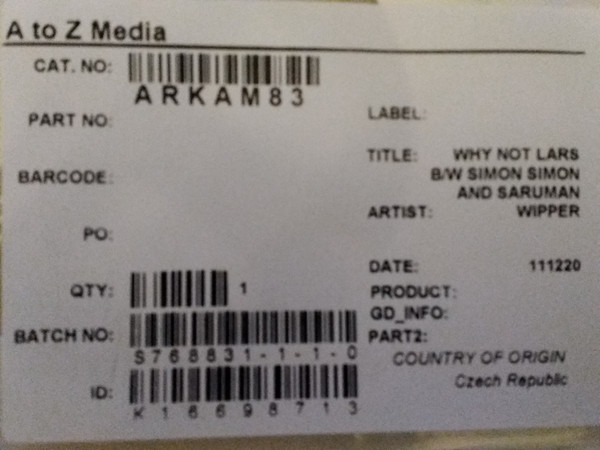 A to Z Media
CAT. NO:
ARKAM83
PART NO:
BARCODE:
PO:
QTY: 1
BATCH NO:
S768831-1-1-0
ID:
K16698713
LABEL:
TITLE: WHY NOT LARS
B/W SIMON SIMON
AND SARUMAN
ARTIST: WIPPER
DATE: 111220
PRODUCT:
GD_INFO:
PART2:
COUNTRY OF ORIGIN
Czech Republic